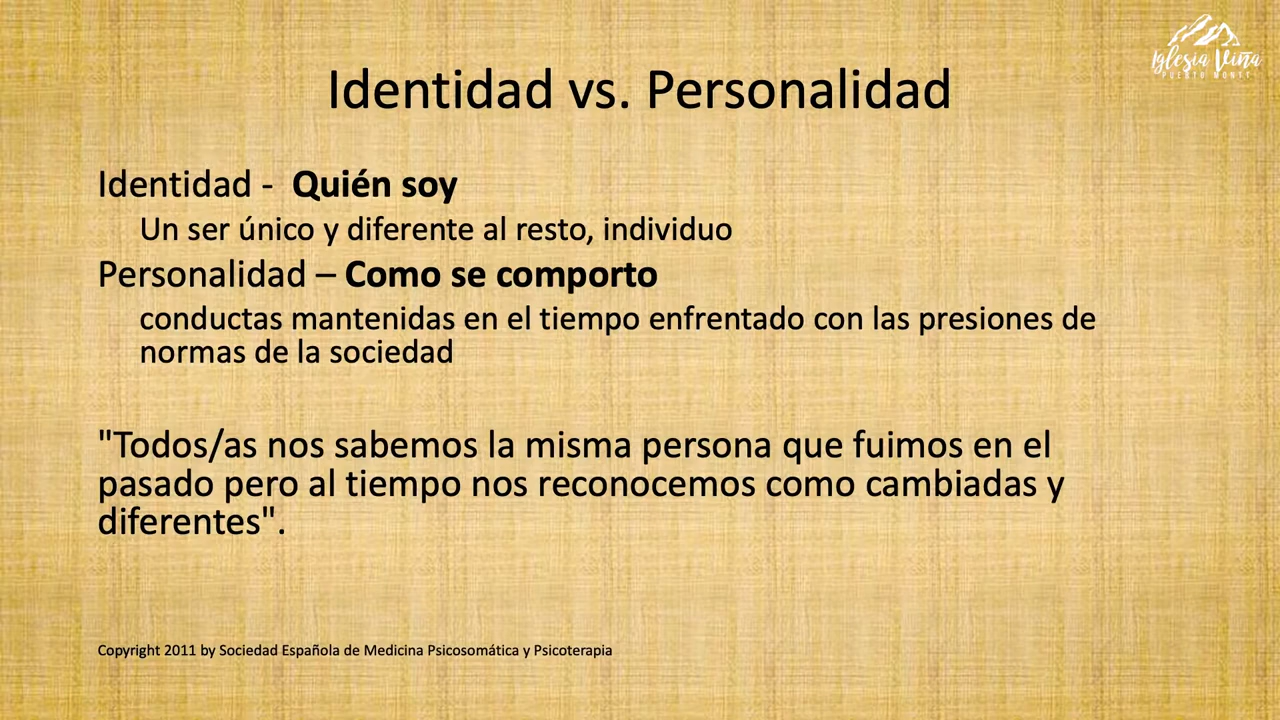 Iglesia Viña
PUERTO MONTT
Identidad vs. Personalidad
Identidad - Quién soy
Un ser único y diferente al resto, individuo
Personalidad – Como se comporto
conductas mantenidas en el tiempo enfrentado con las presiones de
normas de la sociedad
"Todos/as nos sabemos la misma persona que fuimos en el
pasado pero al tiempo nos reconocemos como cambiadas y
diferentes".
Copyright 2011 by Sociedad Española de Medicina Psicosomática y Psicoterapia